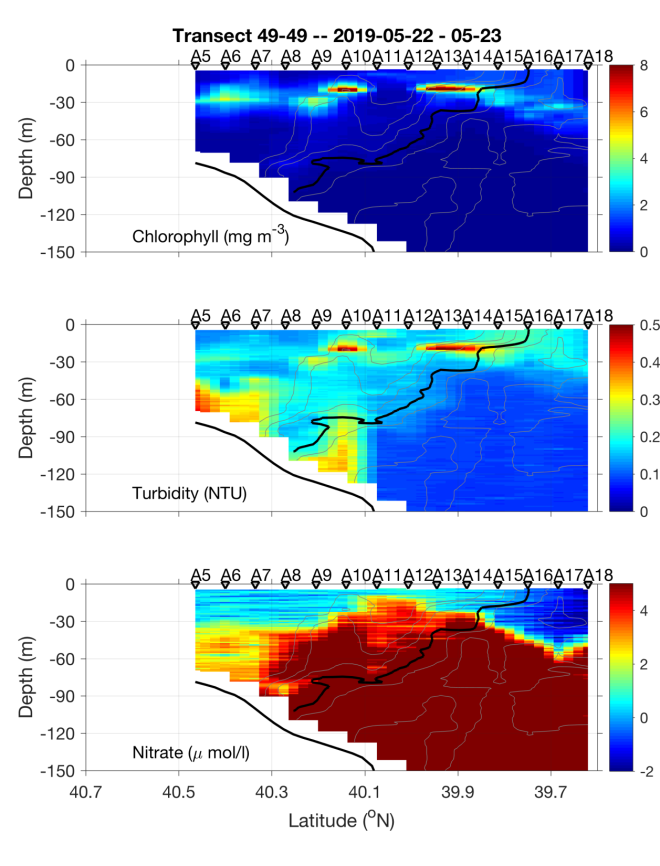 Transect 49-49 -- 2019-05-22 - 05-23
A5 A6 A7 A8 A9 A10 A11 A12 A13 A14 A15 A16 A17 A18
0
-30
-60
-90
-120
-150
Depth (m)
Chlorophyll (mg m⁻³)
8
6
4
2
0
A5 A6 A7 A8 A9 A10 A11 A12 A13 A14 A15 A16 A17 A18
0
-30
-60
-90
-120
-150
Depth (m)
Turbidity (NTU)
0.5
0.4
0.3
0.2
0.1
0
A5 A6 A7 A8 A9 A10 A11 A12 A13 A14 A15 A16 A17 A18
0
-30
-60
-90
-120
-150
Depth (m)
Nitrate (μ mol/l)
4
2
0
-2
40.7 40.5 40.3 40.1 39.9 39.7
Latitude (°N)